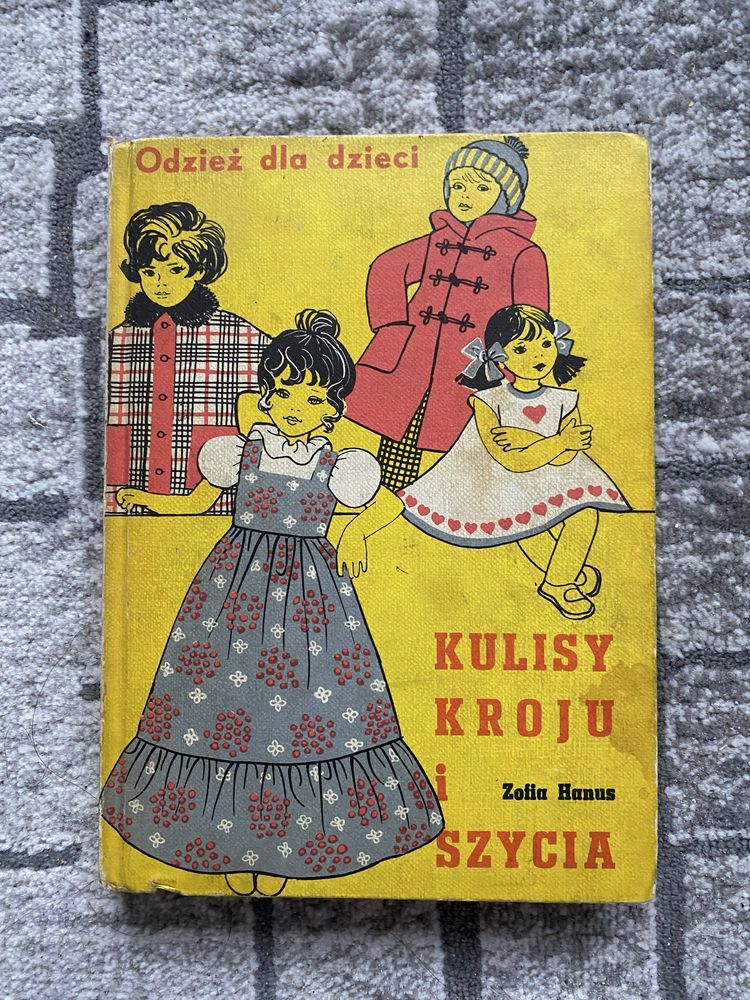 Odzież dla dzieci
KULISY
KROJU
i
Zofia Hanus
SZYCIA